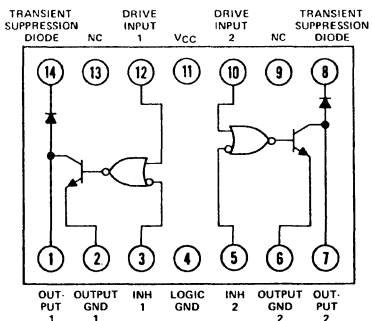 TRANSIENT DRIVE DRIVE TRANSIENT
SUPPRESSION INPUT INPUT SUPPRESSION
DIODE NC 1 VCC 2 NC DIODE
14 13 12 11 10 9 8
1 2 3 4 5 6 7
OUT- OUTPUT INH LOGIC INH OUTPUT OUT-
PUT GND 1 GND 2 GND PUT
1 1 2 2